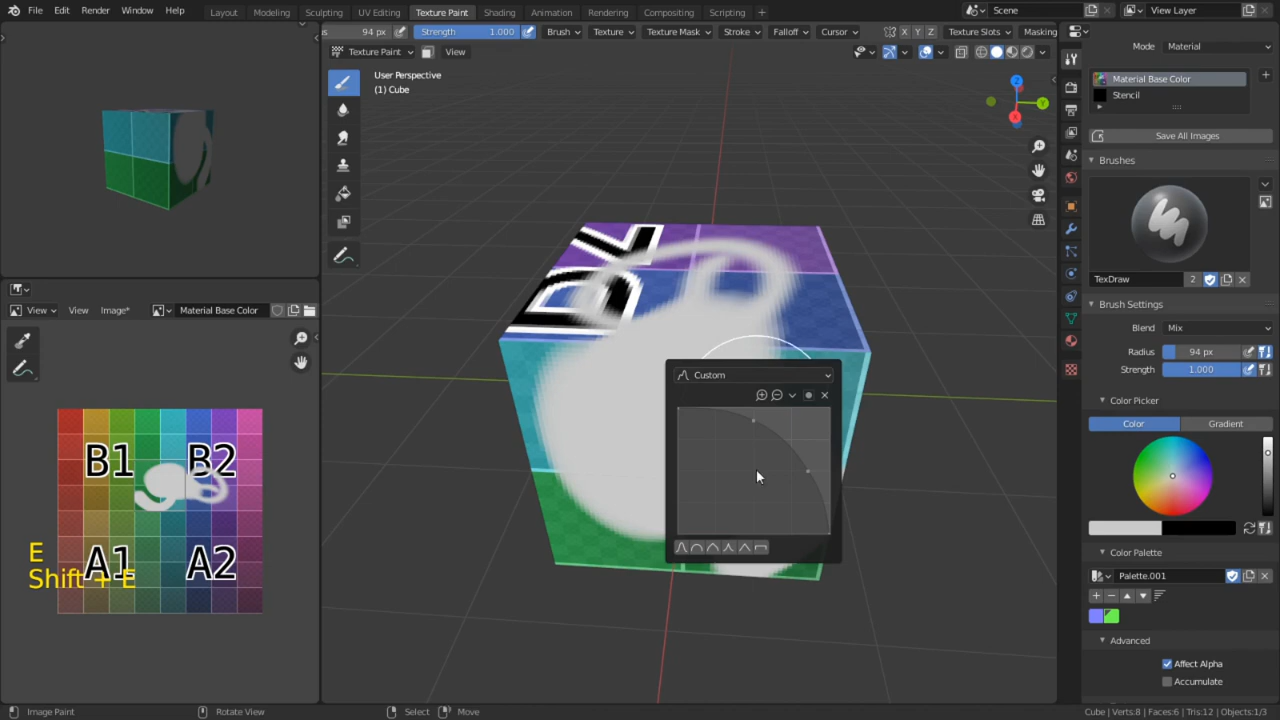 File Edit Render Window Help Layout Modeling Sculpting UV Editing Texture Paint Shading Animation Rendering Compositing Scripting + Scene View Layer
94 px Strength 1.000 Brush Texture Texture Mask Stroke Falloff Cursor X Y Z Texture Slots Masking
Texture Paint View
User Perspective
(1) Cube
Z
Y
X
Mode Material
Material Base Color
Stencil
Save All Images
Brushes
TexDraw 2
Brush Settings
Blend Mix
Radius 94 px
Strength 1.000
Color Picker
Color Gradient
Color Palette
Palette.001
Advanced
Affect Alpha
Accumulate
Custom
View View Image* Material Base Color
B1 B2
A1 A2
E
Shift + E
Image Paint Rotate View Select Move Cube | Verts:8 | Faces:6 | Tris:12 | Objects:1/3